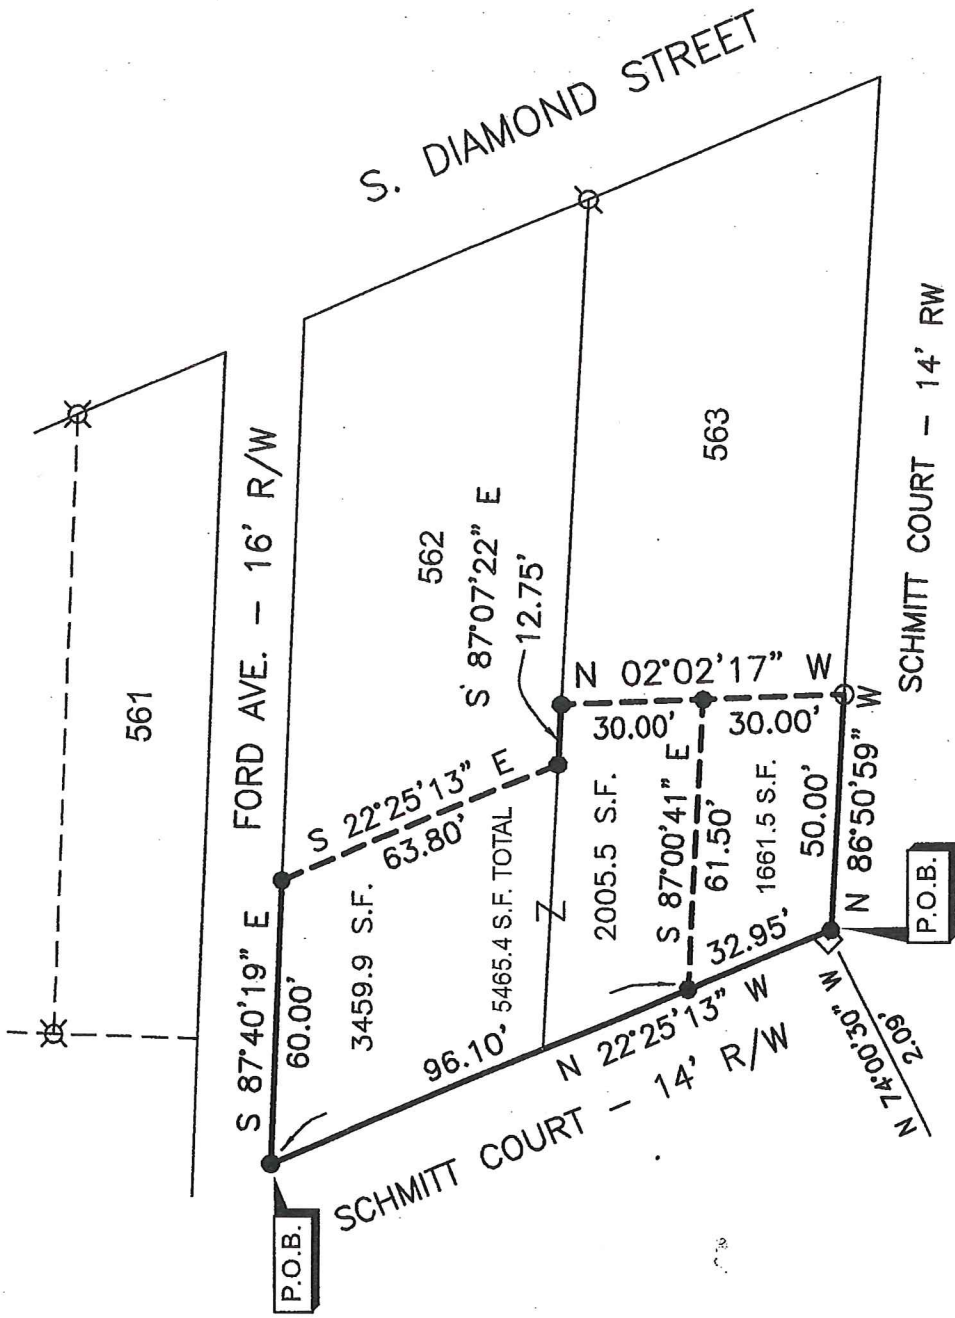 S. DIAMOND STREET
561
FORD AVE. - 16' R/W
562
S 87°07'22" E
12.75'
563
SCHMITT COURT - 14' RW
S 87°40'19" E
60.00'
S 22°25'13" E
63.80'
3459.9 S.F.
5465.4 S.F. TOTAL
N 02°02'17" W
30.00'
30.00'
2005.5 S.F.
S 87°00'41" E
61.50'
1661.5 S.F.
50.00'
N 86°50'59" W
96.10'
32.95'
N 22°25'13" W
SCHMITT COURT - 14' R/W
P.O.B.
P.O.B.
N 74°00'30" W
2.09'
Z